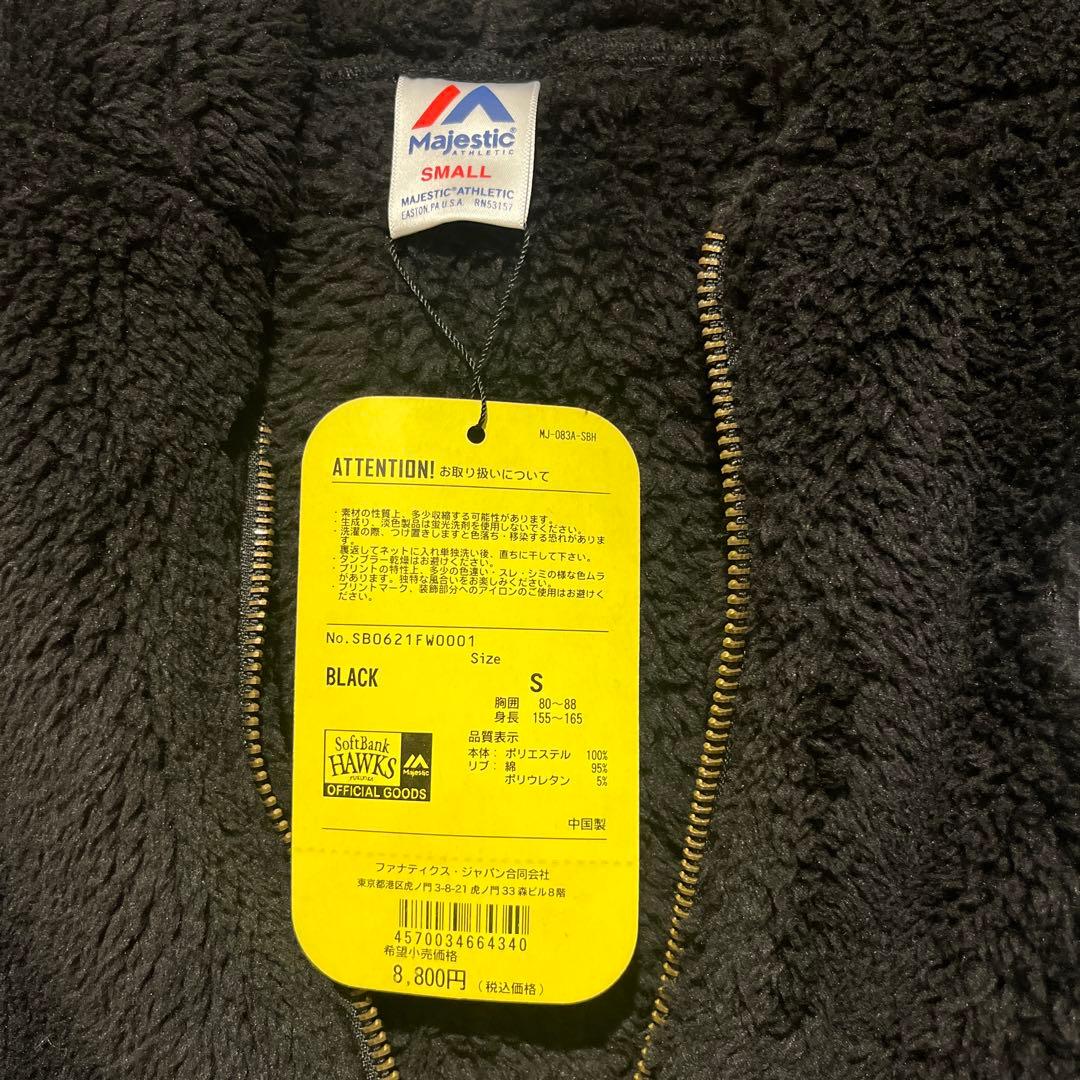 Majestic®
ATHLETIC
SMALL
MAJESTIC® ATHLETIC
EASTON, PA U.S.A. RN53157
MJ-083A-SBH
ATTENTION! お取り扱いについて
・素材の性質上、多少収縮する可能性があります。
・生成り、淡色製品は蛍光洗剤を使用しないでください。
・洗濯の際、つけ置きしますと色落ち・移染する恐れがありま
す。
裏返してネットに入れ単独洗い後、直ちに干して下さい。
・タンブラー乾燥はお避けください。
・プリントの特性上、多少の色違い・スレ・シミの様な色ムラ
があります。独特な風合いをお楽しみください。
・プリントマーク、装飾部分へのアイロンのご使用はお避けく
ださい。
No.SB0621FW0001
Size
BLACK
S
胸囲 80～88
身長 155～165
品質表示
本体： ポリエステル 100%
リブ： 綿 95%
ポリウレタン 5%
SoftBank
HAWKS
Majestic
OFFICIAL GOODS
中国製
ファナティクス・ジャパン合同会社
東京都港区虎ノ門 3-8-21 虎ノ門 33 森ビル 8 階
4570034664340
希望小売価格
8,800円 (税込価格)